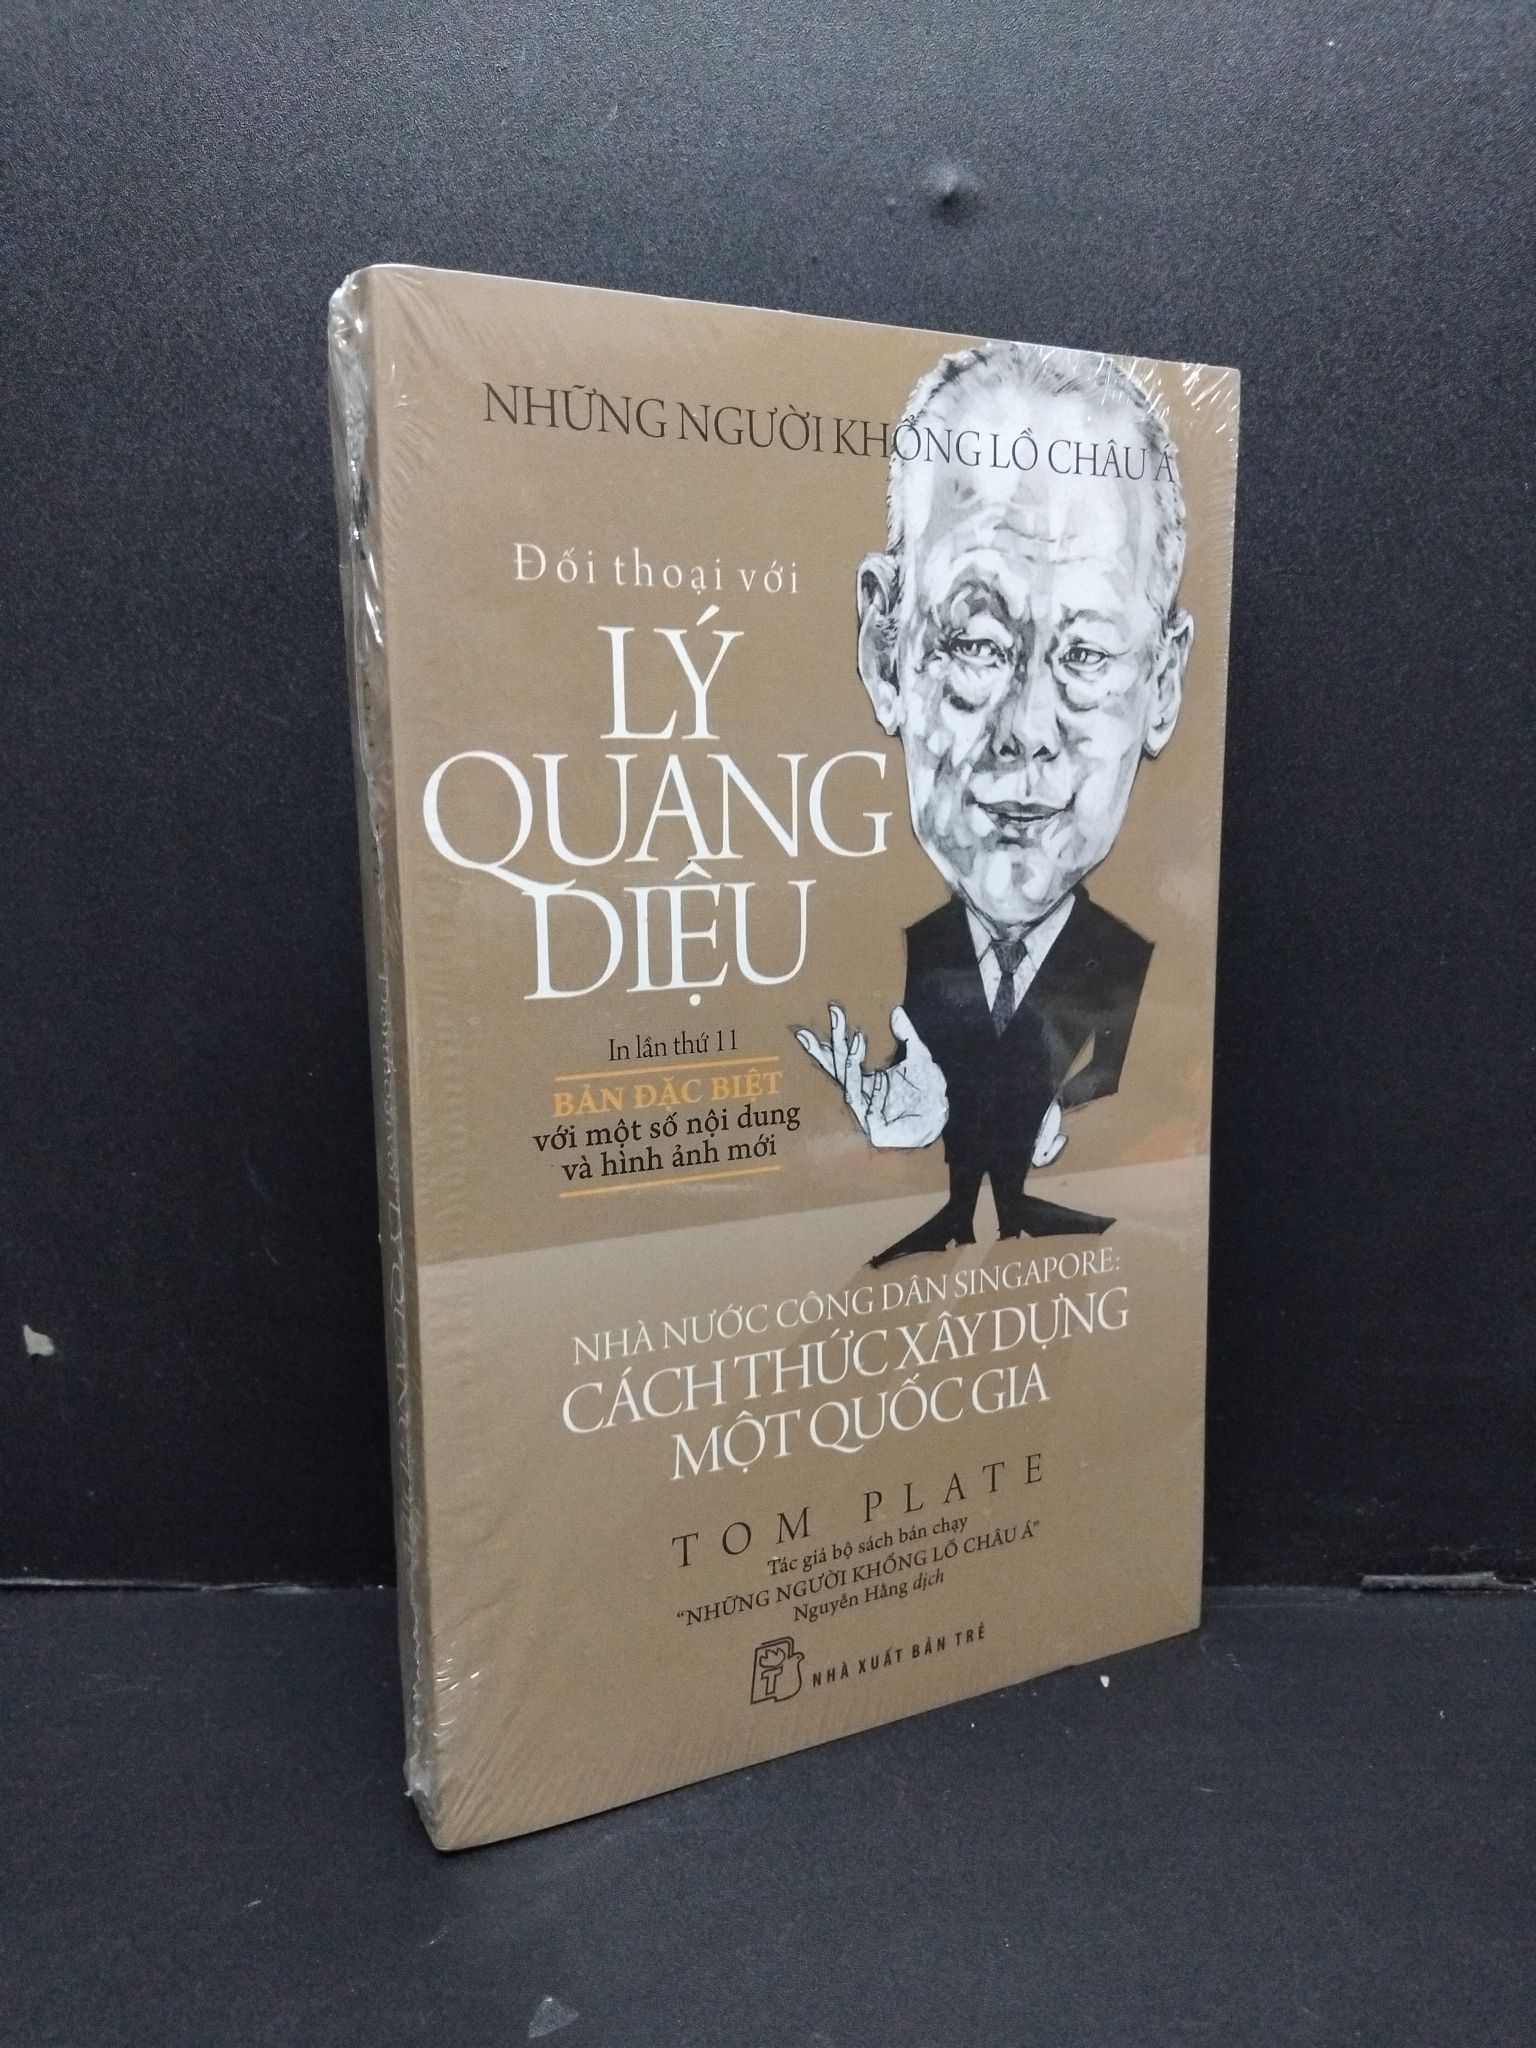 NHỮNG NGƯỜI KHỔNG LỒ CHÂU Á
Đối thoại với
LÝ
QUANG
DIỆU
In lần thứ 11
BẢN ĐẶC BIỆT
với một số nội dung
và hình ảnh mới
NHÀ NƯỚC CÔNG DÂN SINGAPORE:
CÁCH THỨC XÂY DỰNG
MỘT QUỐC GIA
TOM PLATE
Tác giả bộ sách bán chạy
“NHỮNG NGƯỜI KHỔNG LỒ CHÂU Á”
Nguyễn Hằng dịch
NHÀ XUẤT BẢN TRẺ